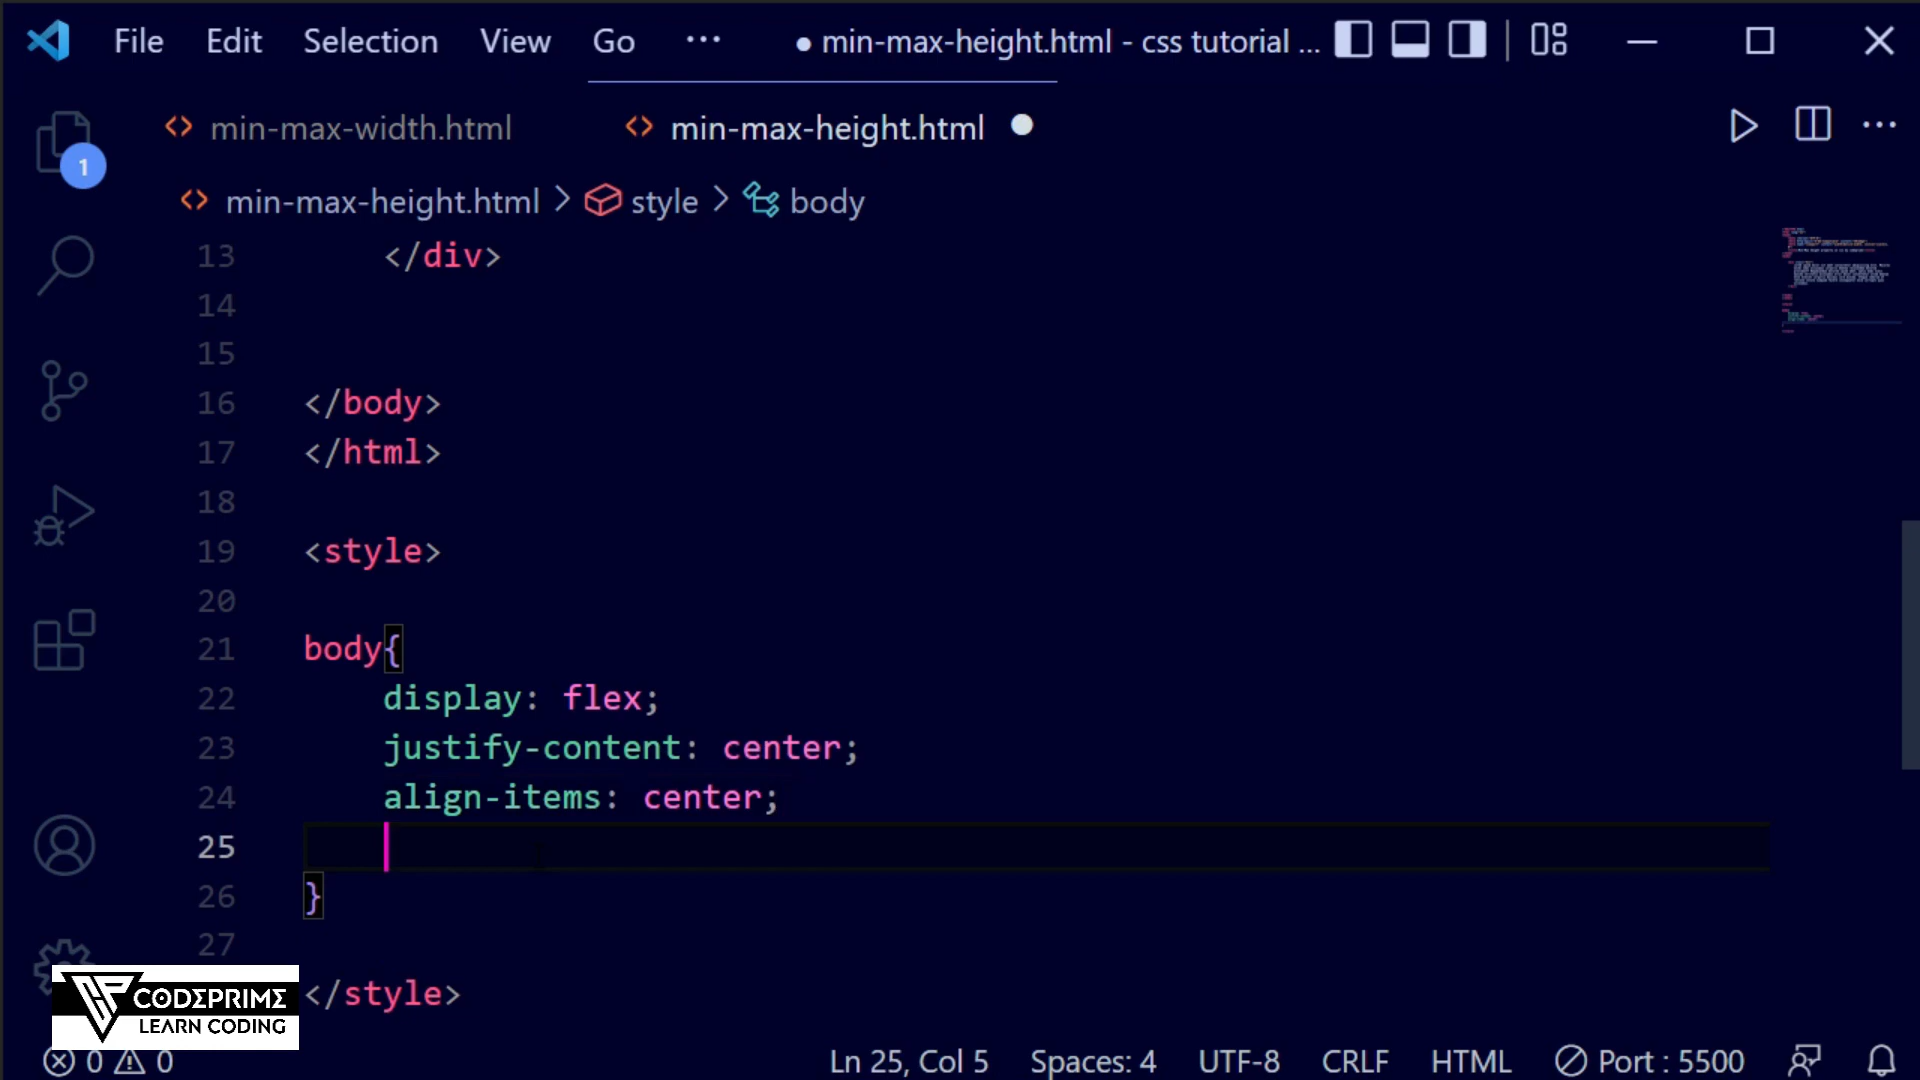 File Edit Selection View Go ··· ● min-max-height.html - css tutorial ...
<> min-max-width.html <> min-max-height.html ●
1
<> min-max-height.html > style > body
13 </div>
14
15
16 </body>
17 </html>
18
19 <style>
20
21 body{
22 display: flex;
23 justify-content: center;
24 align-items: center;
25
26 }
27
</style>
CODΣPRIMΣ
LEARN CODING
0 0 Ln 25, Col 5 Spaces: 4 UTF-8 CRLF HTML Port : 5500